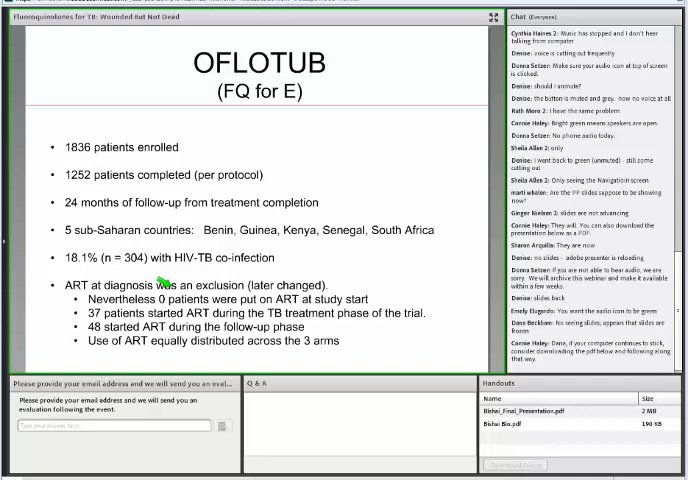 Fluoroquinolones for TB: Wounded But Not Dead
OFLOTUB
(FQ for E)
• 1836 patients enrolled
• 1252 patients completed (per protocol)
• 24 months of follow-up from treatment completion
• 5 sub-Saharan countries: Benin, Guinea, Kenya, Senegal, South Africa
• 18.1% (n = 304) with HIV-TB co-infection
• ART at diagnosis was an exclusion (later changed).
• Nevertheless 0 patients were put on ART at study start
• 37 patients started ART during the TB treatment phase of the trial.
• 48 started ART during the follow-up phase
• Use of ART equally distributed across the 3 arms
Chat (Everyone)
Cynthia Haines 2: Music has stopped and I don't hear
talking from computer
Denise: voice is cutting out frequently
Donna Setzer: Make sure your audio icon at top of screen
is clicked.
Denise: should I unmute?
Denise: the button is muted and grey. now no voice at all
Ruth Moro 2: I have the same problem
Connie Haley: Bright green means speakers are open
Donna Setzer: No phone audio today.
Sheila Allen 2: only
Denise: I went back to green (unmuted) - still some
cutting out
Sheila Allen 2: Only seeing the Navigatioin screen
marti whalen: Are the PP slides suppose to be showing
now?
Ginger Nielsen 2: slides are not advancing
Connie Haley: They will. You can also download the
presentation below as a PDF.
Sharon Arquilla: They are now
Denise: no slides - adobe presenter is reloading
Donna Setzer: If you are not able to hear audio, we are
sorry. We will archive this webinar and make it available
within a few weeks.
Denise: slides back
Emely Elugardo: You want the audio icon to be green
Dana Beckham: No seeing slides; appears that slides are
frozen
Connie Haley: Dana, if your computer continues to stick,
consider downloading the pdf below and following along
that way.
Please provide your email address and we will send you an eval...
Please provide your email address and we will send you an
evaluation following the event.
Type your answer here...
Q & A
Handouts
Name Size
Bishai_Final_Presentation.pdf 2 MB
Bishai Bio.pdf 190 KB